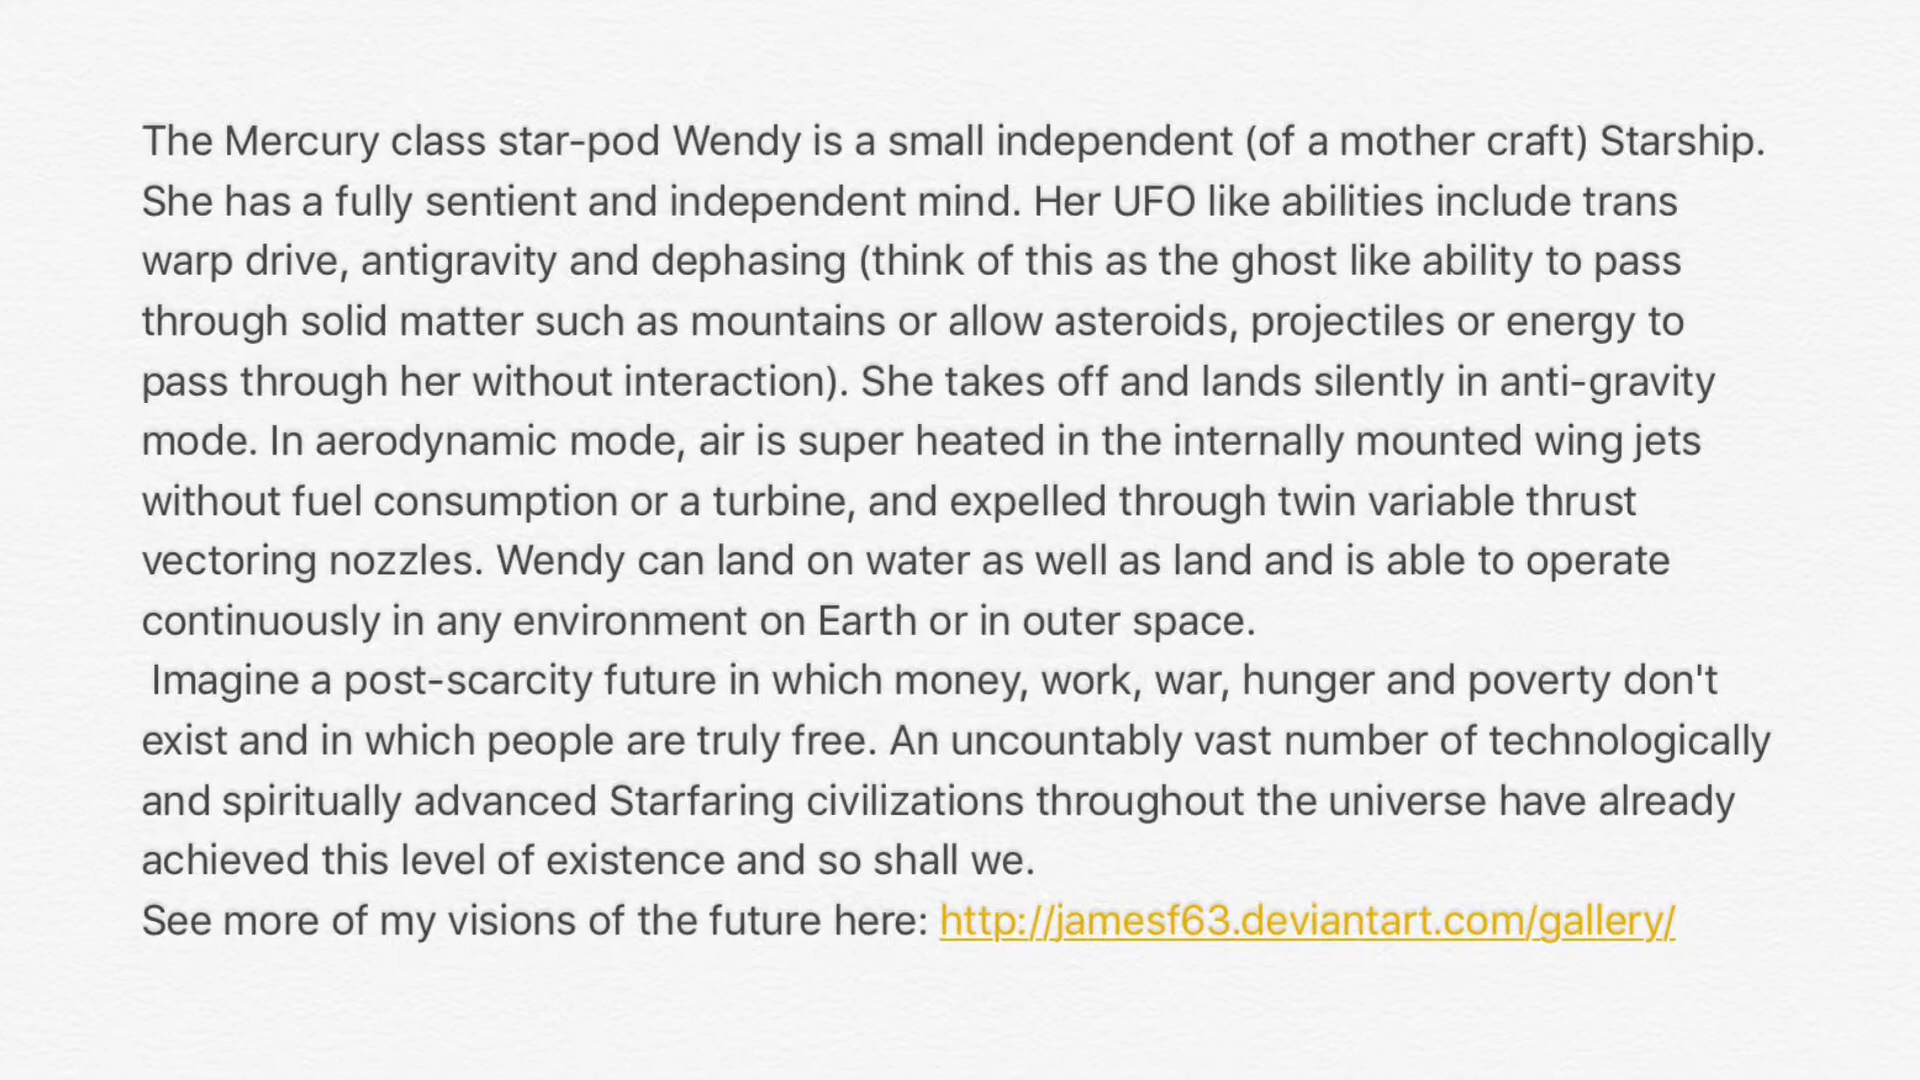 The Mercury class star-pod Wendy is a small independent (of a mother craft) Starship.
She has a fully sentient and independent mind. Her UFO like abilities include trans
warp drive, antigravity and dephasing (think of this as the ghost like ability to pass
through solid matter such as mountains or allow asteroids, projectiles or energy to
pass through her without interaction). She takes off and lands silently in anti-gravity
mode. In aerodynamic mode, air is super heated in the internally mounted wing jets
without fuel consumption or a turbine, and expelled through twin variable thrust
vectoring nozzles. Wendy can land on water as well as land and is able to operate
continuously in any environment on Earth or in outer space.
Imagine a post-scarcity future in which money, work, war, hunger and poverty don't
exist and in which people are truly free. An uncountably vast number of technologically
and spiritually advanced Starfaring civilizations throughout the universe have already
achieved this level of existence and so shall we.
See more of my visions of the future here: http://jamesf63.deviantart.com/gallery/